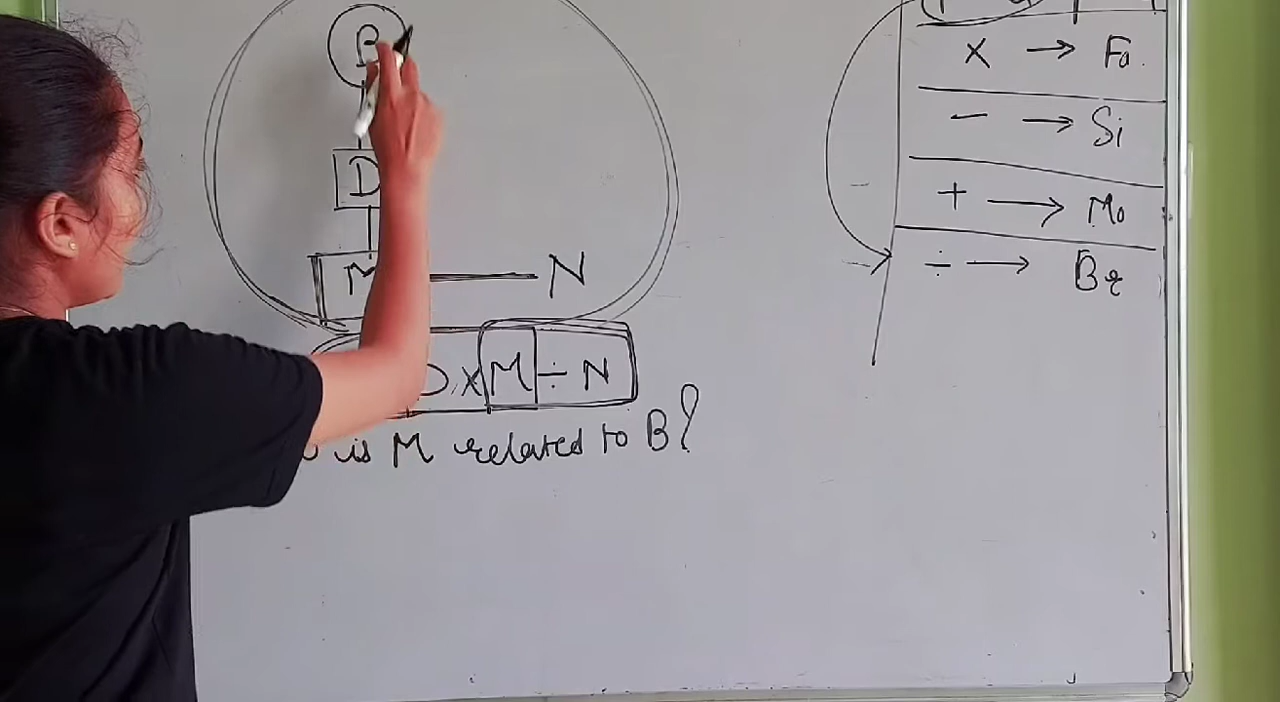 B
D
M N
D x M ÷ N
is M related to B?
x → Fa.
- → Si
+ → Mo
÷ → Br